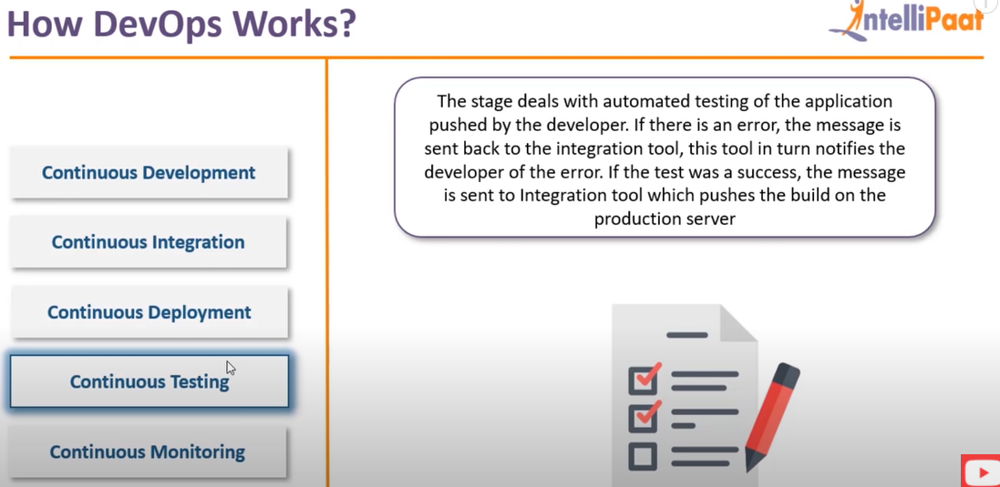 How DevOps Works?
IntelliPaat
Continuous Development
Continuous Integration
Continuous Deployment
Continuous Testing
Continuous Monitoring
The stage deals with automated testing of the application
pushed by the developer. If there is an error, the message is
sent back to the integration tool, this tool in turn notifies the
developer of the error. If the test was a success, the message
is sent to Integration tool which pushes the build on the
production server